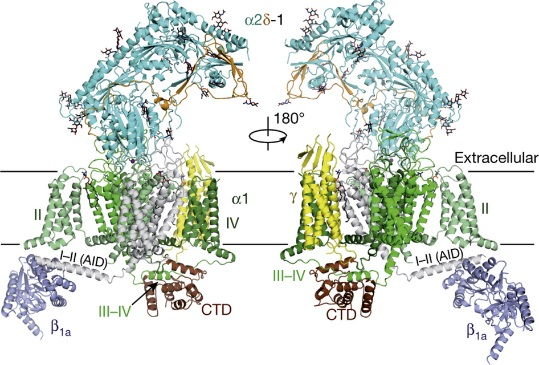 α2δ-1
180°
Extracellular
II
α1
IV
γ
II
I–II (AID)
I–II (AID)
III–IV
β1a
III–IV
CTD
CTD
β1a